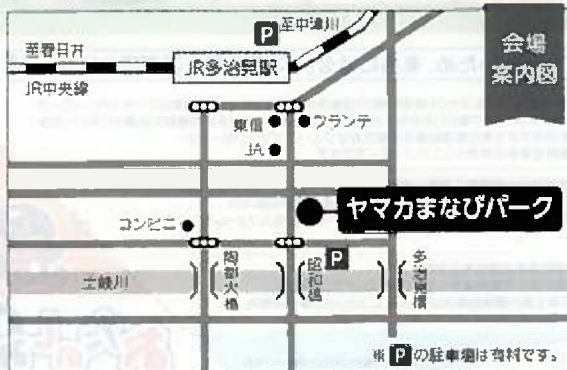 P 至中津川
会場
案内図
至春日井
JR多治見駅
JR中央線
東信
フランテ
JA
ヤマカまなびパーク
コンビニ
土岐川
陶都大橋
昭和橋
P
多治見橋
※ P の駐車場は有料です。